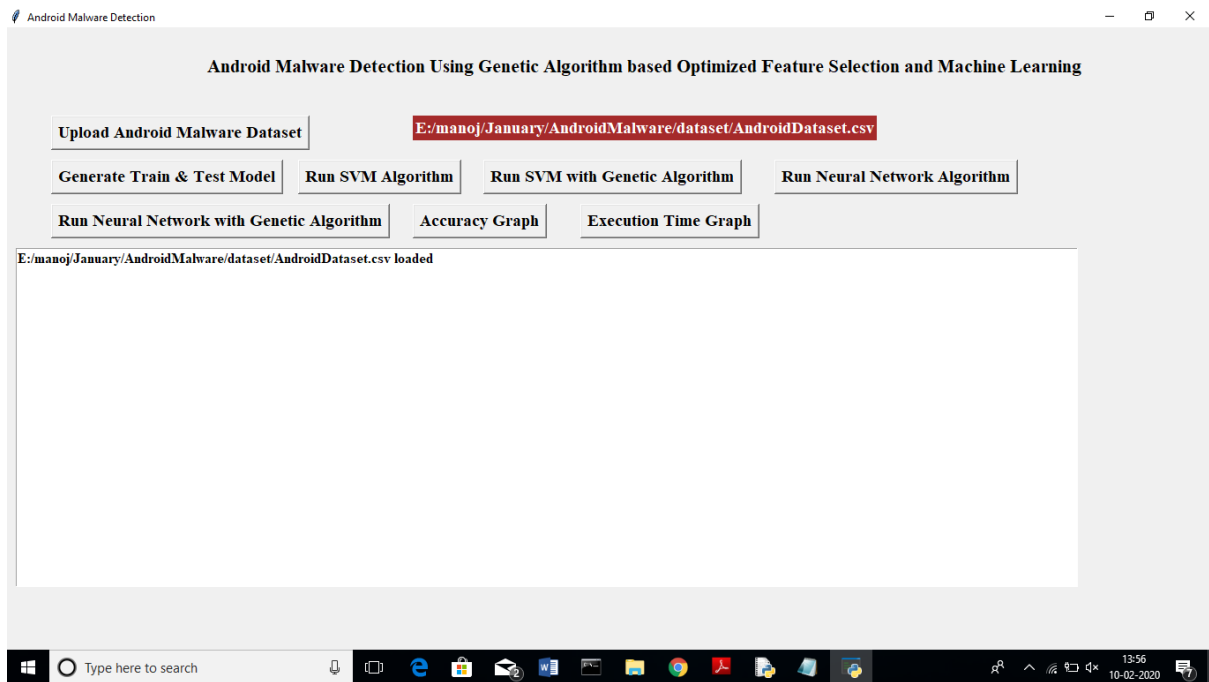 Android Malware Detection
Android Malware Detection Using Genetic Algorithm based Optimized Feature Selection and Machine Learning
Upload Android Malware Dataset
E:/manoj/January/AndroidMalware/dataset/AndroidDataset.csv
Generate Train & Test Model
Run SVM Algorithm
Run SVM with Genetic Algorithm
Run Neural Network Algorithm
Run Neural Network with Genetic Algorithm
Accuracy Graph
Execution Time Graph
E:/manoj/January/AndroidMalware/dataset/AndroidDataset.csv loaded
Type here to search
2
13:56
10-02-2020
7